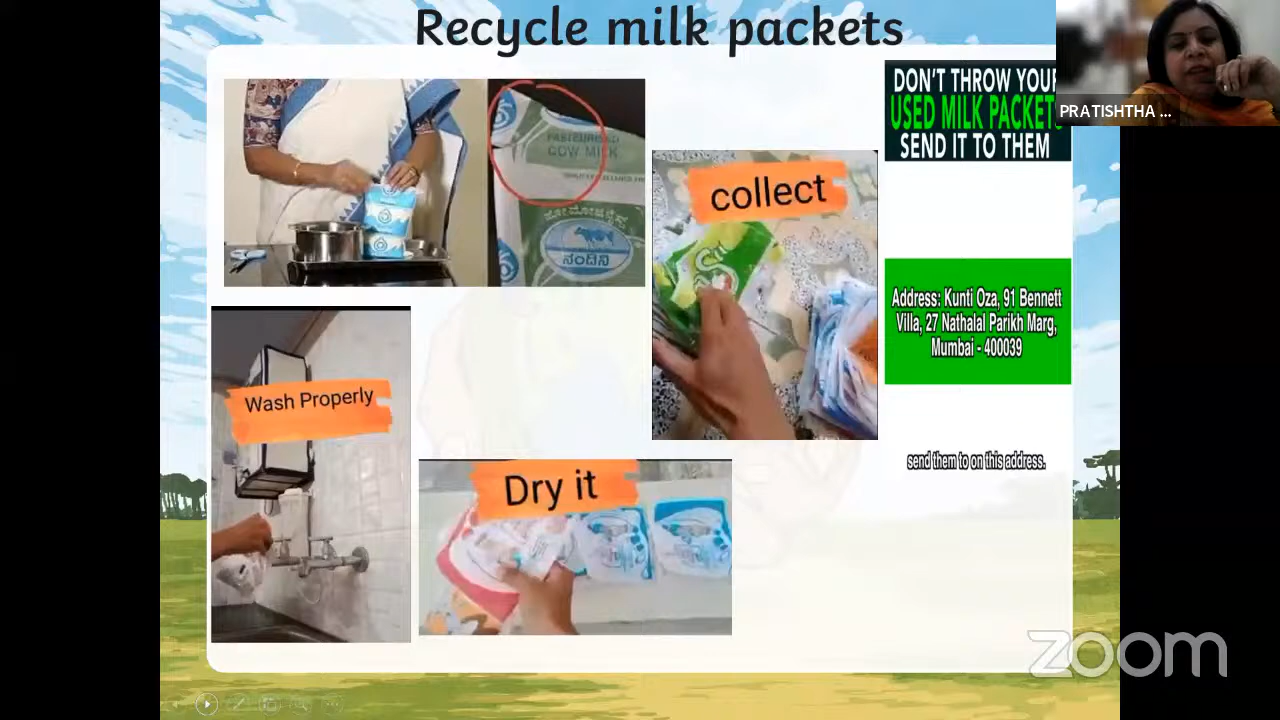 Recycle milk packets
PASTEURISED
COW MILK
ನಂದಿನಿ
collect
DON'T THROW YOUR
USED MILK PACKETS
SEND IT TO THEM
PRATISHTHA ...
Address: Kunti Oza, 91 Bennett
Villa, 27 Nathalal Parikh Marg,
Mumbai - 400039
Wash Properly
Dry it
send them to on this address.
zoom